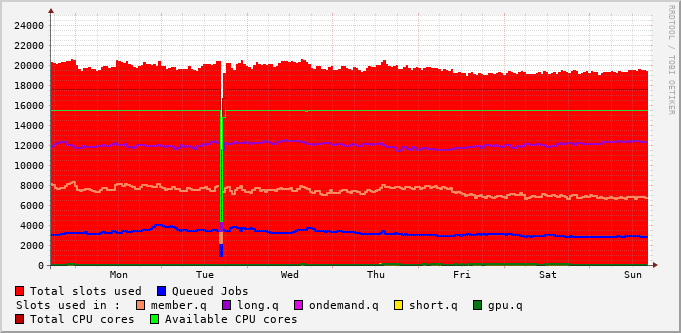 RRDTOOL / TOBI OETIKER
24000
22000
20000
18000
16000
14000
12000
10000
8000
6000
4000
2000
0
Mon Tue Wed Thu Fri Sat Sun
Total slots used Queued Jobs
Slots used in : member.q long.q ondemand.q short.q gpu.q
Total CPU cores Available CPU cores